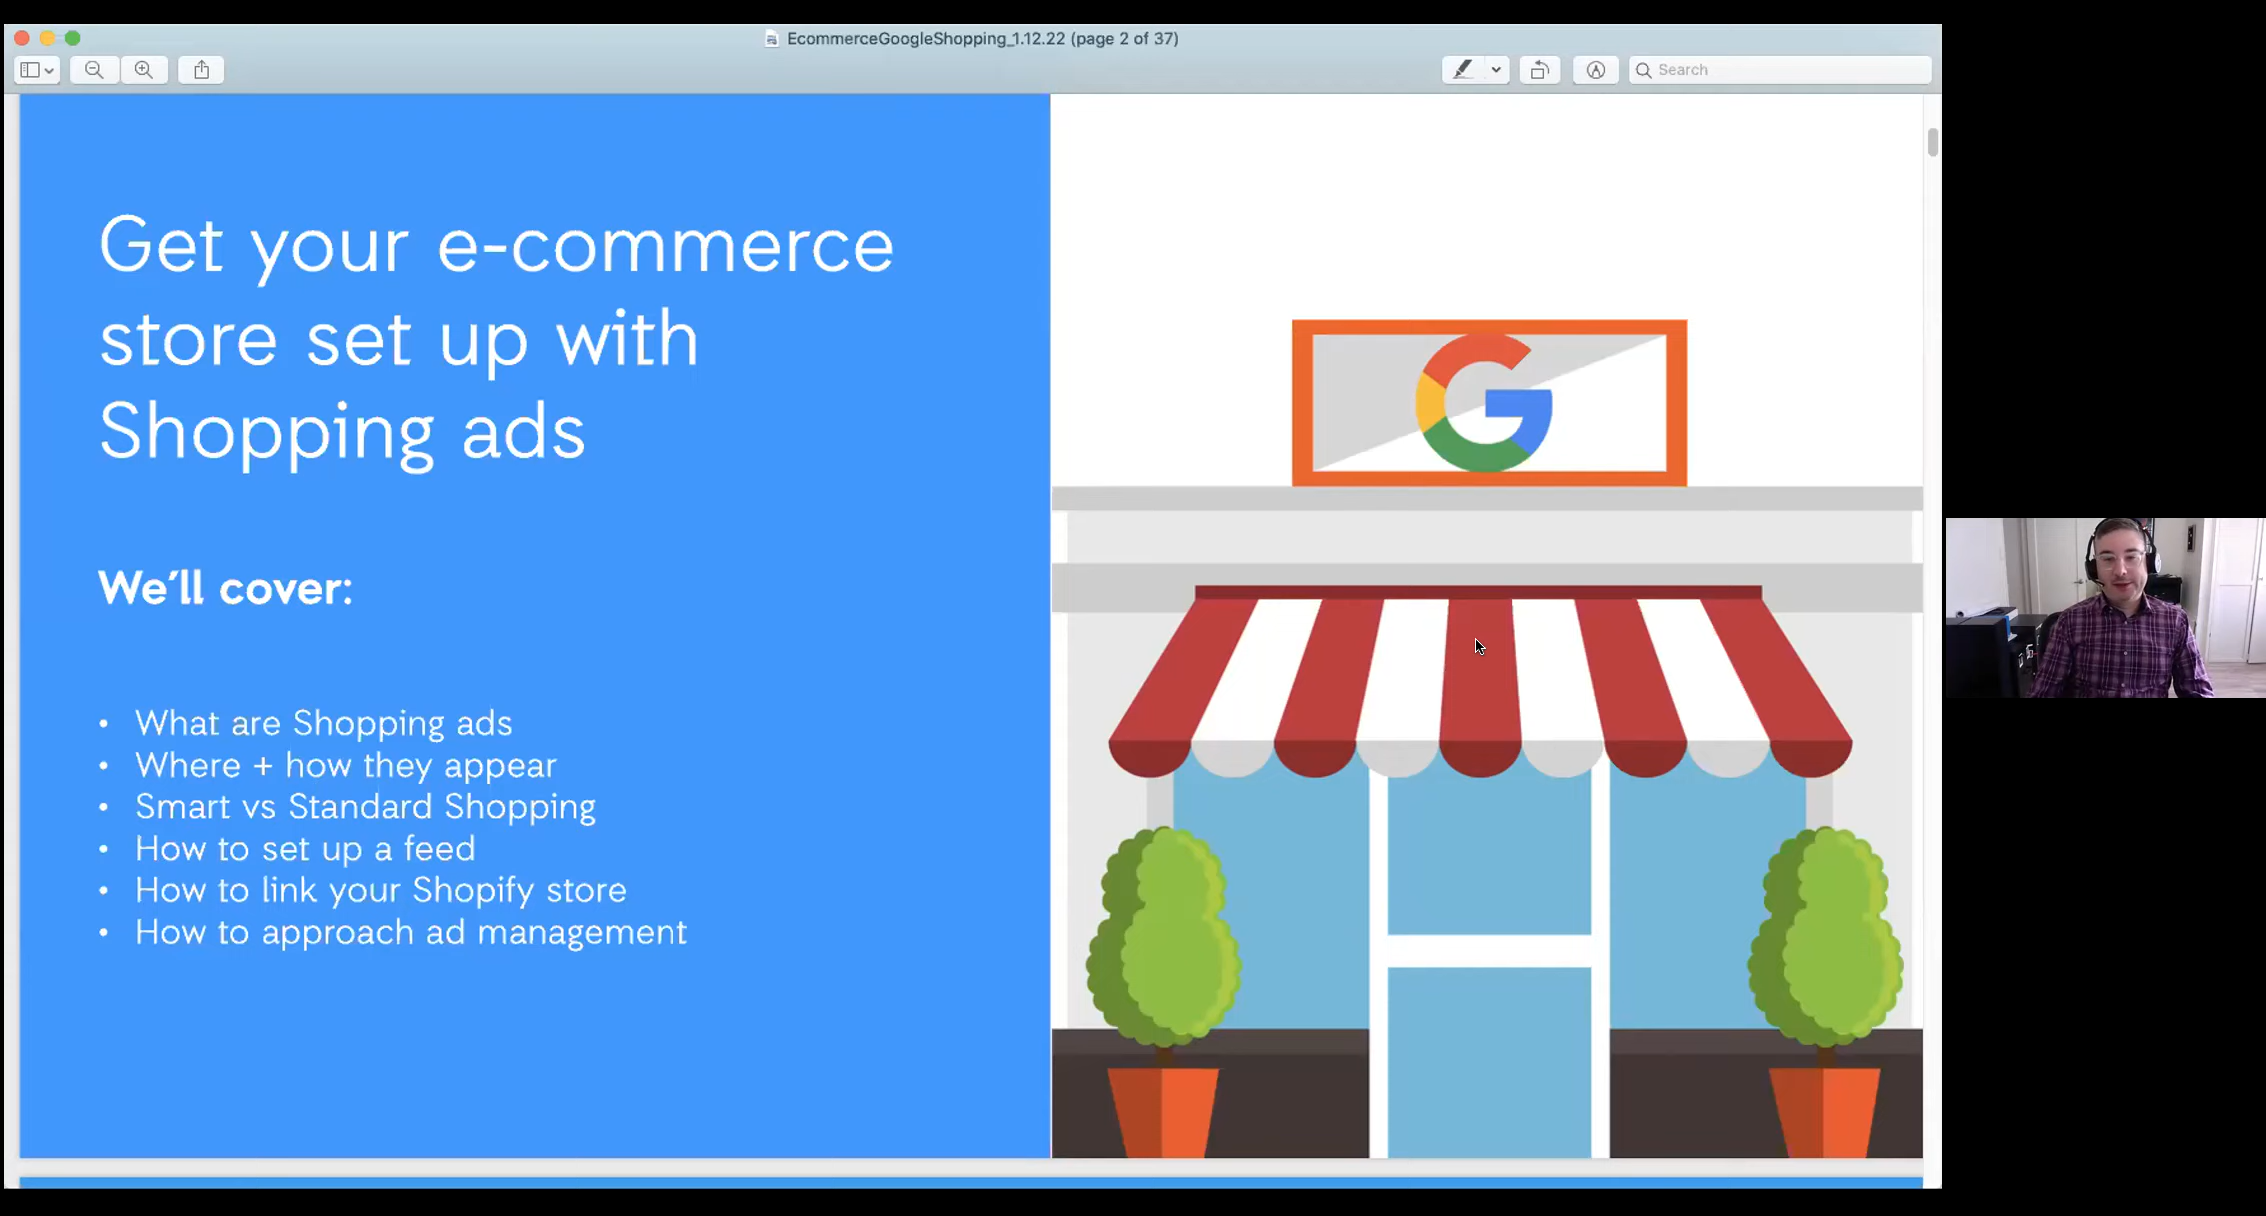 EcommerceGoogleShopping_1.12.22 (page 2 of 37)
Search
Get your e-commerce
store set up with
Shopping ads
We'll cover:
• What are Shopping ads
• Where + how they appear
• Smart vs Standard Shopping
• How to set up a feed
• How to link your Shopify store
• How to approach ad management
G